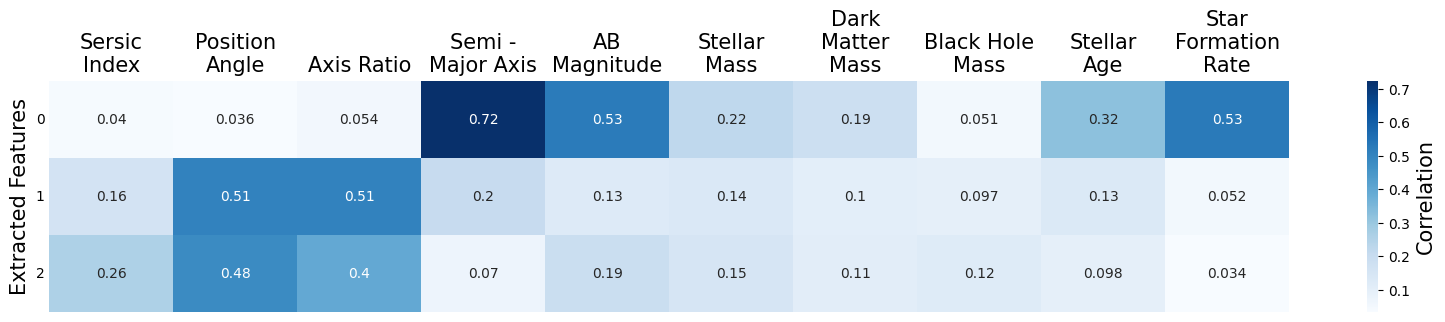 Sersic Index
Position Angle
Axis Ratio
Semi - Major Axis
AB Magnitude
Stellar Mass
Dark Matter Mass
Black Hole Mass
Stellar Age
Star Formation Rate
Extracted Features
0 0.04 0.036 0.054 0.72 0.53 0.22 0.19 0.051 0.32 0.53
1 0.16 0.51 0.51 0.2 0.13 0.14 0.1 0.097 0.13 0.052
2 0.26 0.48 0.4 0.07 0.19 0.15 0.11 0.12 0.098 0.034
0.7
0.6
0.5
0.4
0.3
0.2
0.1
Correlation